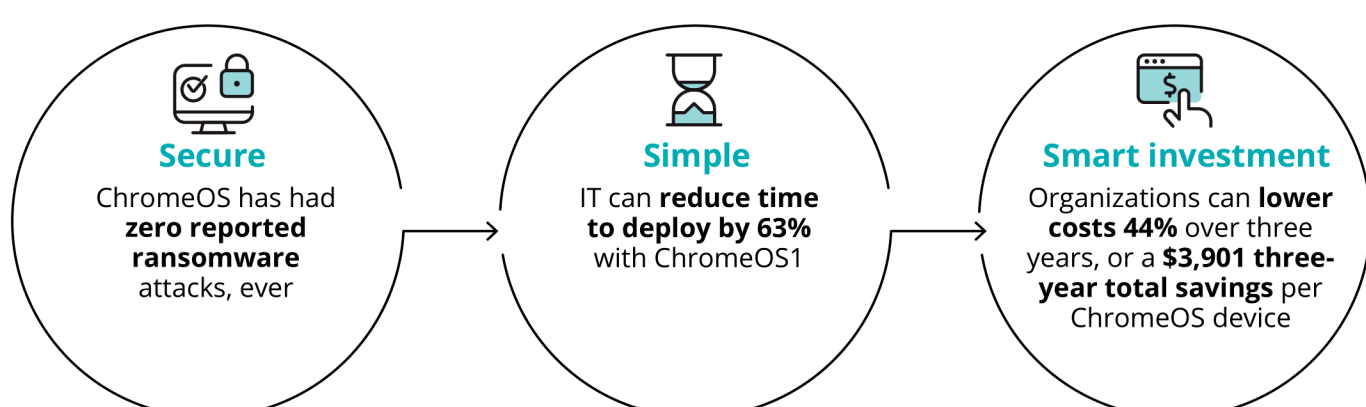 Secure
ChromeOS has had
zero reported
ransomware
attacks, ever
Simple
IT can reduce time
to deploy by 63%
with ChromeOS1
$
Smart investment
Organizations can lower
costs 44% over three
years, or a $3,901 three-
year total savings per
ChromeOS device